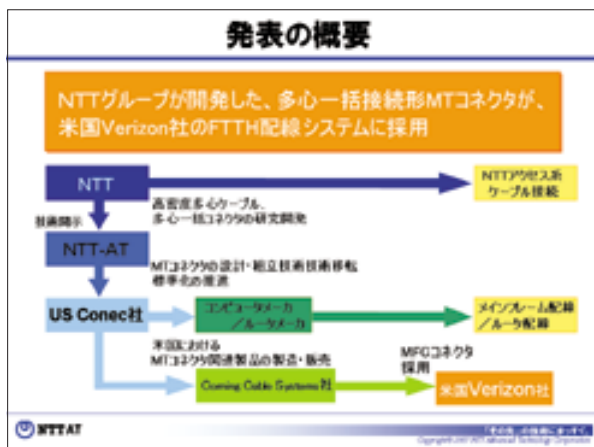 発表の概要
NTTグループが開発した、多心一括接続形MTコネクタが、
米国Verizon社のFTTH配線システムに採用
NTT
NTTアクセス系
ケーブル接続
高密度多心ケーブル、
多心一括コネクタの研究開発
技術開示
NTT-AT
MTコネクタの設計・組立技術技術移転
標準化の推進
US Conec社
コンピュータメーカ
/ルータメーカ
メインフレーム配線
/ルータ配線
米国における
MTコネクタ関連製品の製造・販売
MFCコネクタ
採用
Corning Cable Systems社
米国Verizon社
NTT AT